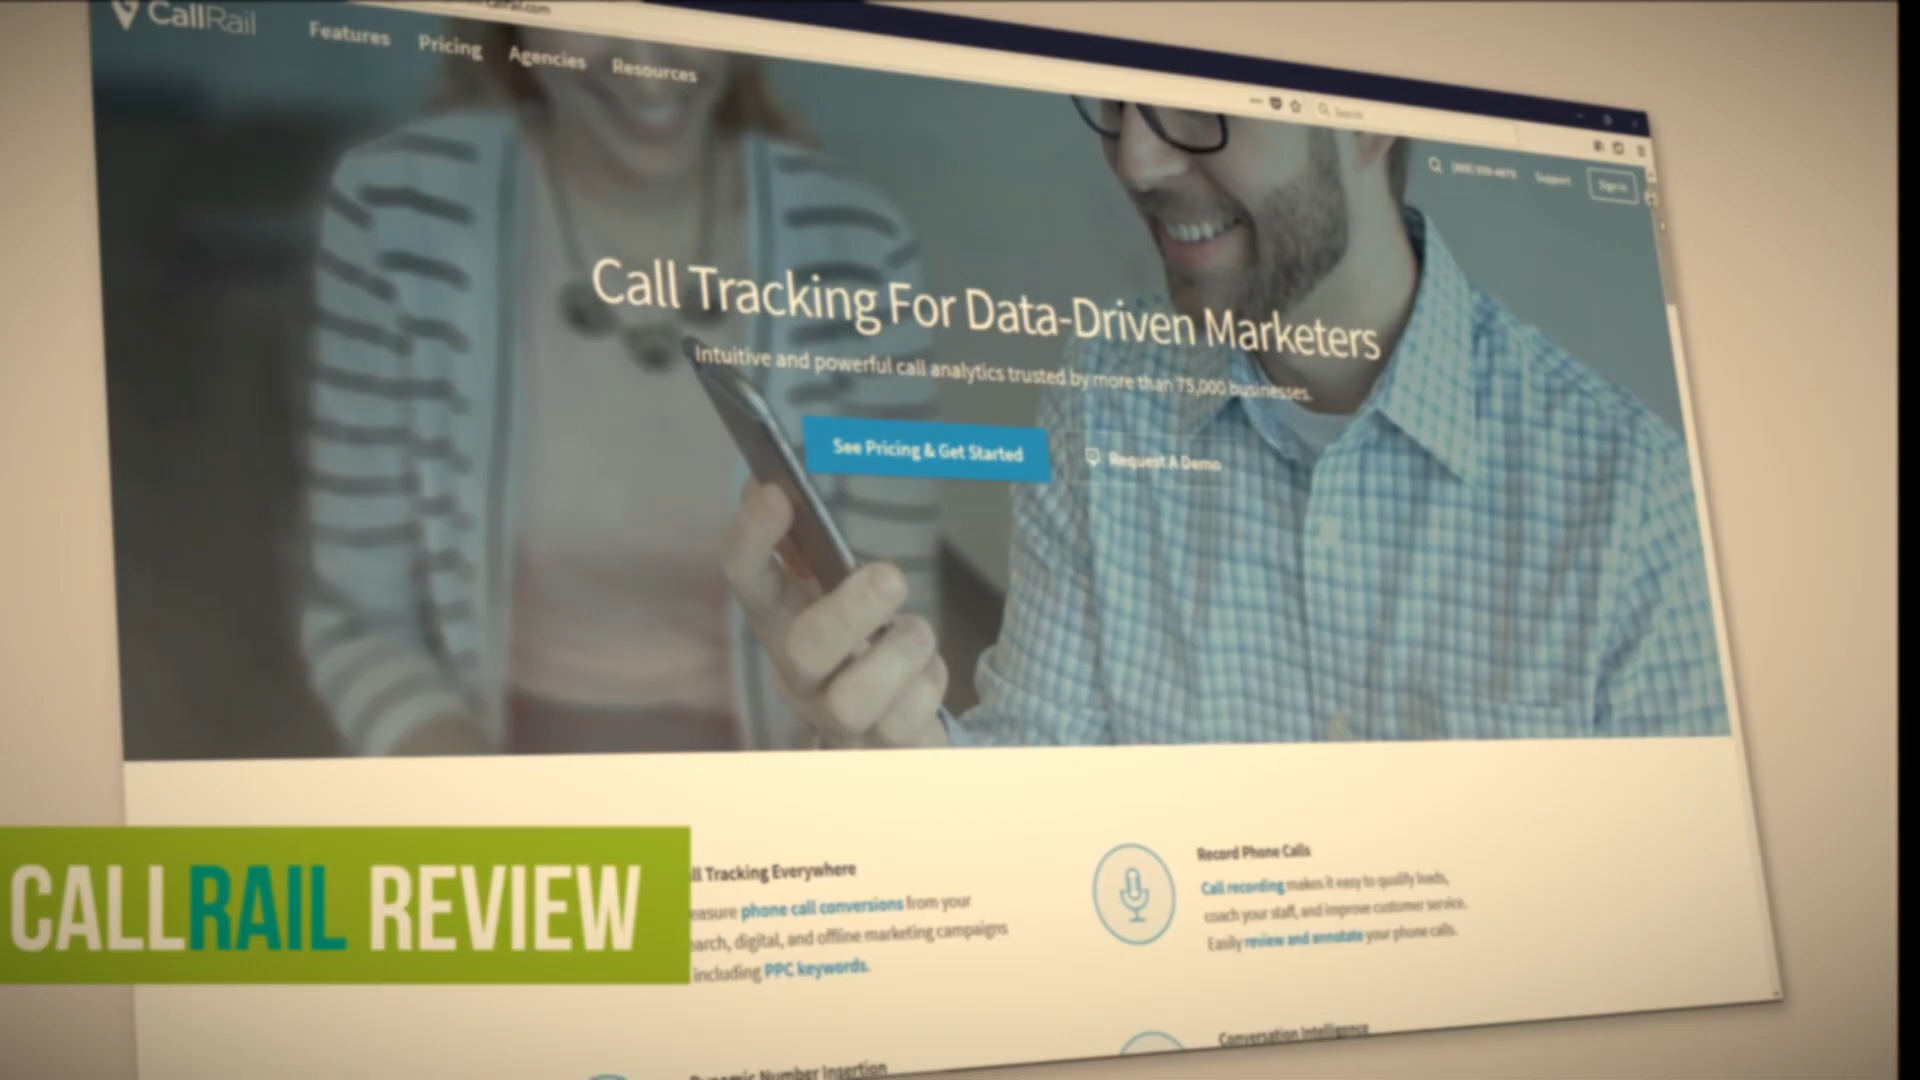 CallRail
Features Pricing Agencies Resources
Search
Support Sign In
Call Tracking For Data-Driven Marketers
Intuitive and powerful call analytics trusted by more than 75,000 businesses.
See Pricing & Get Started
Request A Demo
ll Tracking Everywhere
easure phone call conversions from your
arch, digital, and offline marketing campaigns
including PPC keywords.
Record Phone Calls
Call recording makes it easy to qualify leads,
coach your staff, and improve customer service.
Easily review and annotate your phone calls.
Dynamic Number Insertion
Conversation Intelligence
CALLRAIL REVIEW